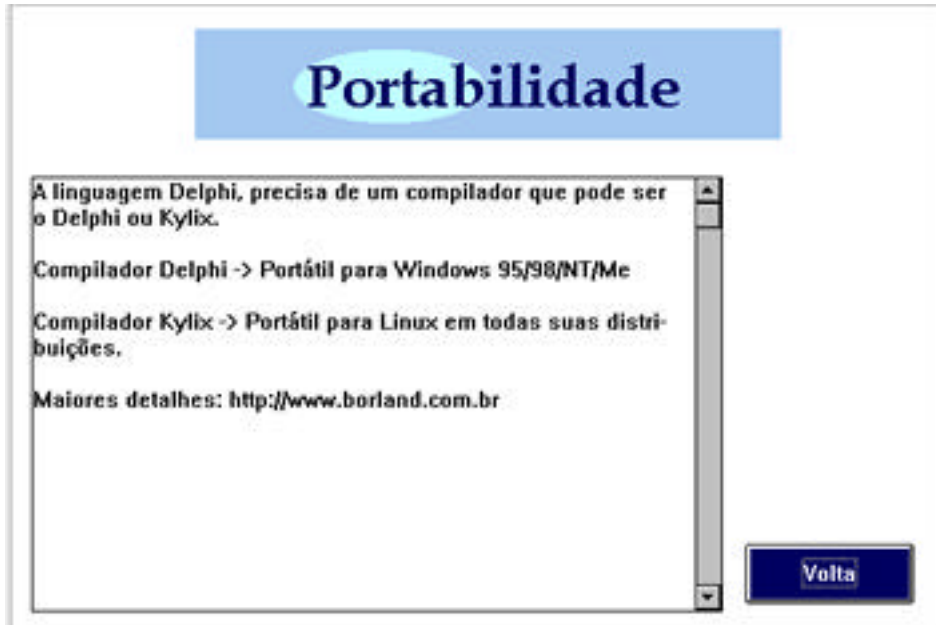 Portabilidade
A linguagem Delphi, precisa de um compilador que pode ser
o Delphi ou Kylix.
Compilador Delphi -> Portátil para Windows 95/98/NT/Me
Compilador Kylix -> Portátil para Linux em todas suas distri-
buições.
Maiores detalhes: http://www.borland.com.br
Volta